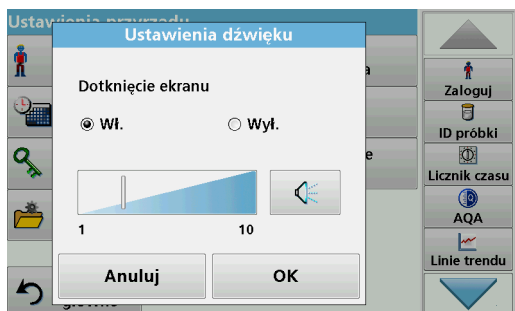 Ustawienia przyrządu
Ustawienia dźwięku
Dotknięcie ekranu
Wł.
Wył.
1
10
Anuluj
OK
Zaloguj
ID próbki
Licznik czasu
AQA
Linie trendu